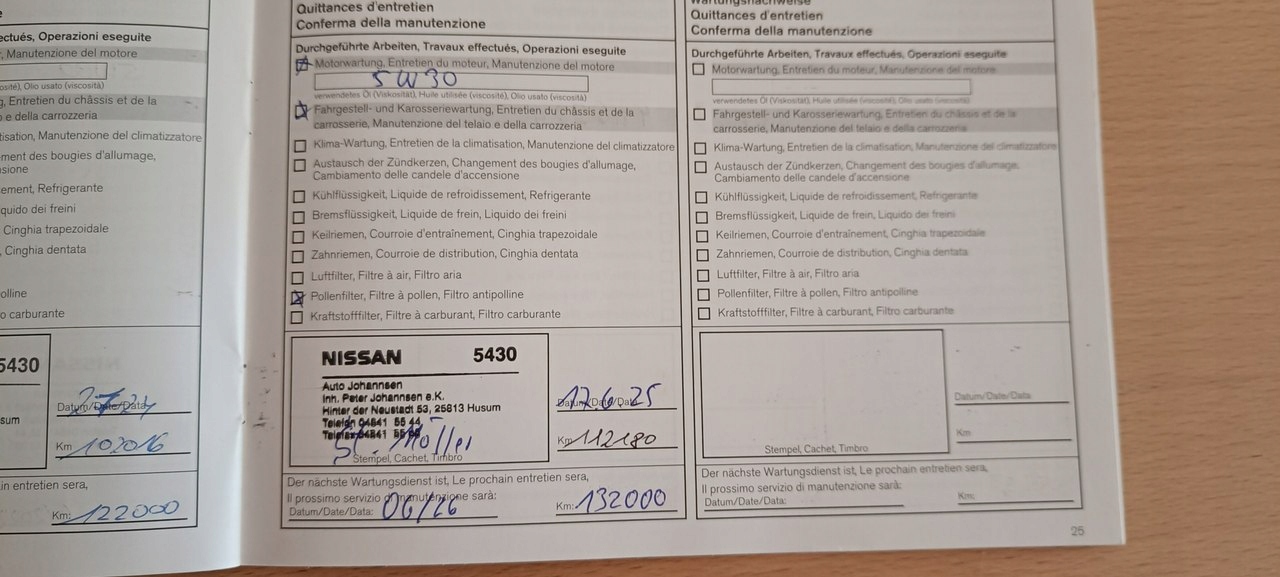 ectués, Operazioni eseguite
, Manutenzione del motore
osité), Olio usato (viscosità)
g, Entretien du châssis et de la
o e della carrozzeria
tisation, Manutenzione del climatizzatore
ment des bougies d'allumage,
nsione
ement, Refrigerante
iquido dei freini
Cinghia trapezoidale
, Cinghia dentata
polline
o carburante
5430
sum
Datum/Date/Data
Km 102016
in entretien sera,
Km: 122000
Quittances d'entretien
Conferma della manutenzione
Durchgeführte Arbeiten, Travaux effectués, Operazioni eseguite
Motorwartung, Entretien du moteur, Manutenzione del motore
5W30
verwendetes Öl (Viskosität), Huile utilisée (viscosité), Olio usato (viscosità)
Fahrgestell- und Karosseriewartung, Entretien du châssis et de la
carrosserie, Manutenzione del telaio e della carrozzeria
Klima-Wartung, Entretien de la climatisation, Manutenzione del climatizzatore
Austausch der Zündkerzen, Changement des bougies d'allumage,
Cambiamento delle candele d'accensione
Kühlflüssigkeit, Liquide de refroidissement, Refrigerante
Bremsflüssigkeit, Liquide de frein, Liquido dei freini
Keilriemen, Courroie d'entraînement, Cinghia trapezoidale
Zahnriemen, Courroie de distribution, Cinghia dentata
Luftfilter, Filtre à air, Filtro aria
Pollenfilter, Filtre à pollen, Filtro antipolline
Kraftstofffilter, Filtre à carburant, Filtro carburante
NISSAN 5430
Auto Johannsen
Inh. Peter Johannsen e.K.
Hinter der Neustadt 53, 25813 Husum
Telefon 04841 55 44
Telefax 04841
Stempel, Cachet, Timbro
Datum/Date/Data 17.6.25
Km 112180
Der nächste Wartungsdienst ist, Le prochain entretien sera,
Il prossimo servizio di manutenzione sarà:
Datum/Date/Data: 06/26
Km: 132000
Wartungsnachweise
Quittances d'entretien
Conferma della manutenzione
Durchgeführte Arbeiten, Travaux effectués, Operazioni eseguite
Motorwartung, Entretien du moteur, Manutenzione del motore
verwendetes Öl (Viskosität), Huile utilisée (viscosité), Olio usato (viscosità)
Fahrgestell- und Karosseriewartung, Entretien du châssis et de la
carrosserie, Manutenzione del telaio e della carrozzeria
Klima-Wartung, Entretien de la climatisation, Manutenzione del climatizzatore
Austausch der Zündkerzen, Changement des bougies d'allumage,
Cambiamento delle candele d'accensione
Kühlflüssigkeit, Liquide de refroidissement, Refrigerante
Bremsflüssigkeit, Liquide de frein, Liquido dei freini
Keilriemen, Courroie d'entraînement, Cinghia trapezoidale
Zahnriemen, Courroie de distribution, Cinghia dentata
Luftfilter, Filtre à air, Filtro aria
Pollenfilter, Filtre à pollen, Filtro antipolline
Kraftstofffilter, Filtre à carburant, Filtro carburante
Stempel, Cachet, Timbro
Datum/Date/Data
Km
Der nächste Wartungsdienst ist, Le prochain entretien sera,
Il prossimo servizio di manutenzione sarà:
Datum/Date/Data:
Km:
25